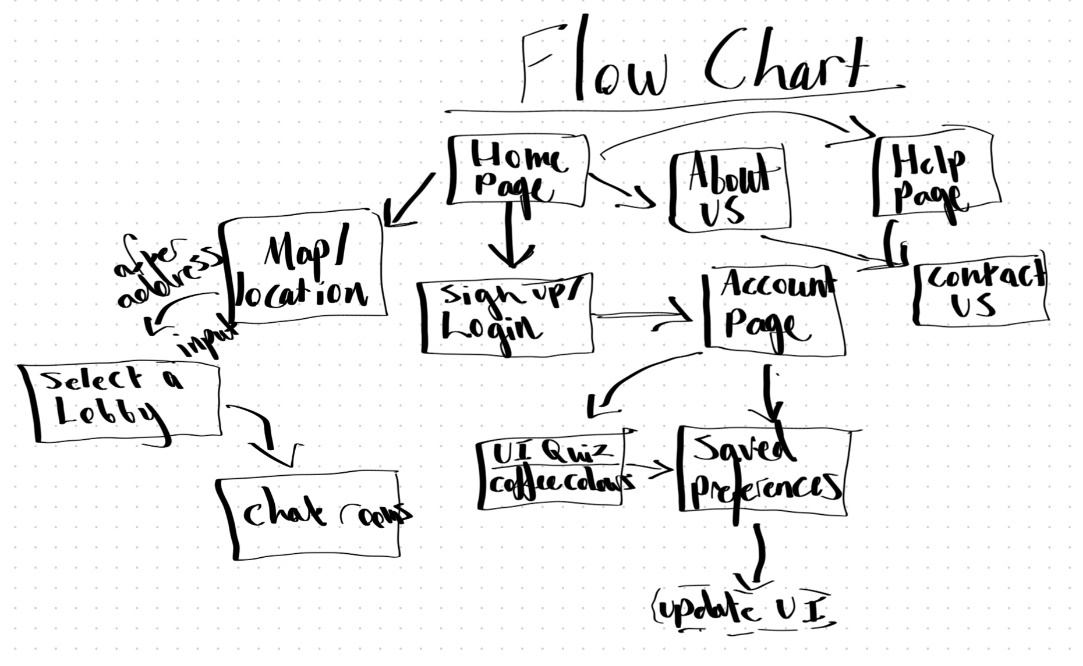 Flow Chart
Home
Page
About
US
Help
Page
Map/
location
after
address
input
Sign up/
Login
Account
Page
Contact
US
Select a
Lobby
UI Quiz
coffee colours
Saved
preferences
Chat rooms
update UI